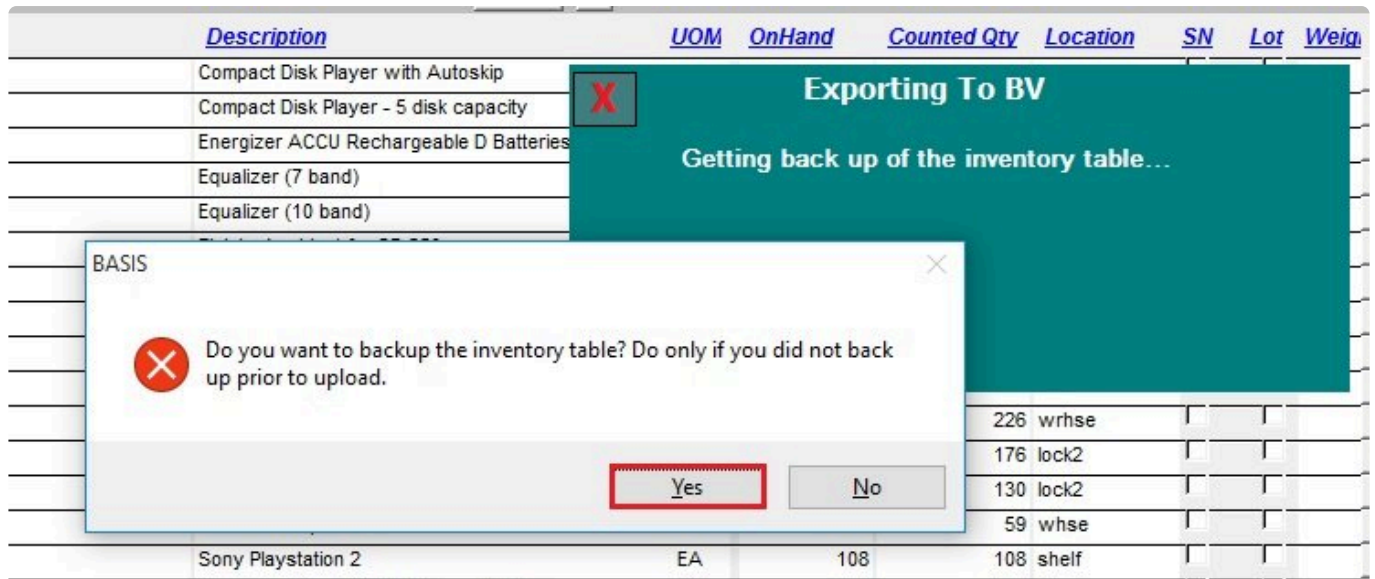 Description UOM OnHand Counted Qty Location SN Lot
Compact Disk Player with Autoskip
Compact Disk Player - 5 disk capacity
Energizer ACCU Rechargeable D Batteries
Equalizer (7 band)
Equalizer (10 band)
X
Exporting To BV
Getting back up of the inventory table...
BASIS
Do you want to backup the inventory table? Do only if you did not back
up prior to upload.
Yes No
226 wrhse
176 lock2
130 lock2
59 whse
Sony Playstation 2 EA 108 108 shelf